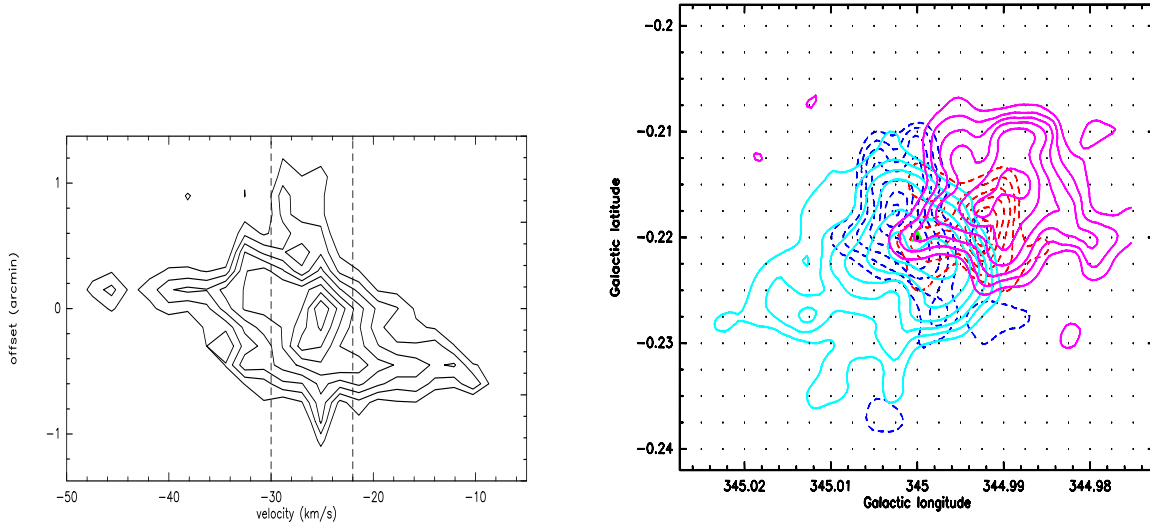 1
0
-1
offset (arcmin)
-50 -40 -30 -20 -10
velocity (km/s)
-0.2
-0.21
-0.22
-0.23
-0.24
Galactic latitude
345.02 345.01 345 344.99 344.98
Galactic longitude